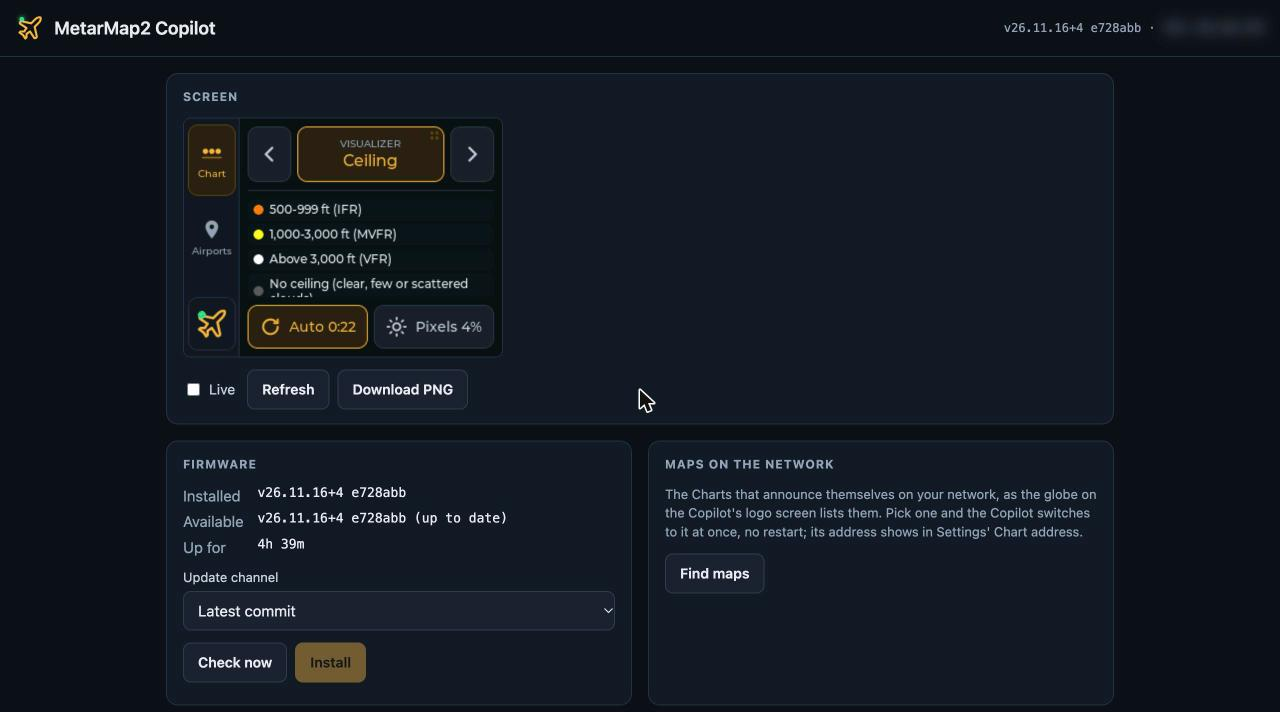 MetarMap2 Copilot
v26.11.16+4 e728abb ·
SCREEN
Chart
Airports
VISUALIZER
Ceiling
500-999 ft (IFR)
1,000-3,000 ft (MVFR)
Above 3,000 ft (VFR)
No ceiling (clear, few or scattered
clouds)
Auto 0:22
Pixels 4%
Live
Refresh
Download PNG
FIRMWARE
Installed v26.11.16+4 e728abb
Available v26.11.16+4 e728abb (up to date)
Up for 4h 39m
Update channel
Latest commit
Check now
Install
MAPS ON THE NETWORK
The Charts that announce themselves on your network, as the globe on
the Copilot's logo screen lists them. Pick one and the Copilot switches
to it at once, no restart; its address shows in Settings' Chart address.
Find maps